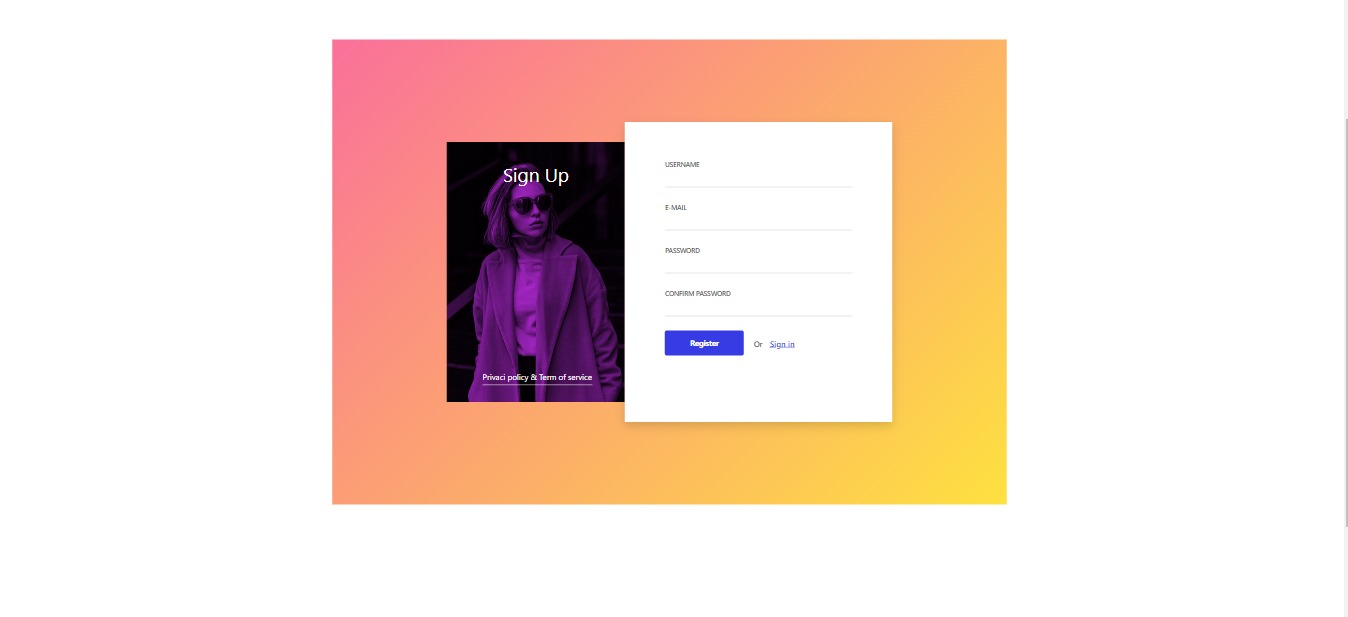 Sign Up
Privaci policy & Term of service
USERNAME
E-MAIL
PASSWORD
CONFIRM PASSWORD
Register
Or Sign in